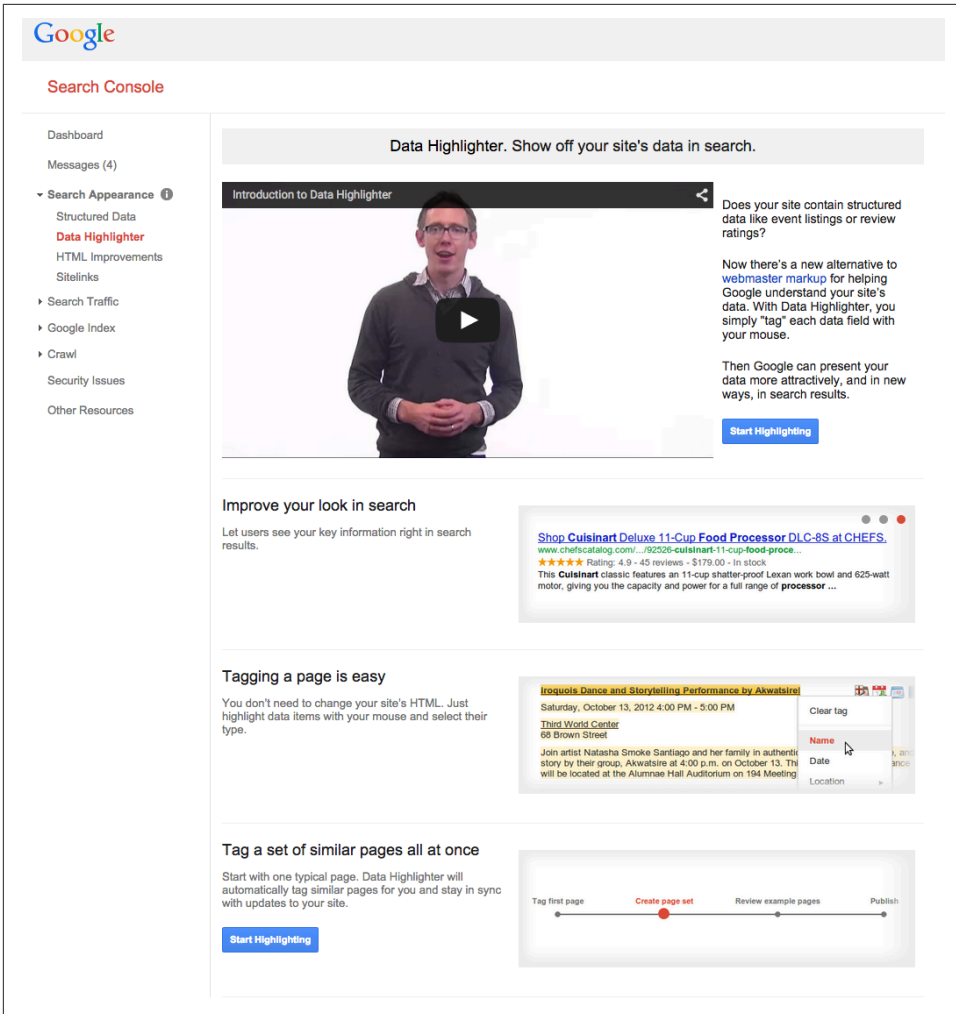 Google
Search Console
Dashboard
Messages (4)
Search Appearance
Structured Data
Data Highlighter
HTML Improvements
Sitelinks
Search Traffic
Google Index
Crawl
Security Issues
Other Resources
Data Highlighter. Show off your site's data in search.
Introduction to Data Highlighter
Does your site contain structured
data like event listings or review
ratings?
Now there's a new alternative to
webmaster markup for helping
Google understand your site's
data. With Data Highlighter, you
simply "tag" each data field with
your mouse.
Then Google can present your
data more attractively, and in new
ways, in search results.
Start Highlighting
Improve your look in search
Let users see your key information right in search
results.
Shop Cuisinart Deluxe 11-Cup Food Processor DLC-8S at CHEFS.
www.chefscatalog.com/.../92526-cuisinart-11-cup-food-proce...
Rating: 4.9 - 45 reviews - $179.00 - In stock
This Cuisinart classic features an 11-cup shatter-proof Lexan work bowl and 625-watt
motor, giving you the capacity and power for a full range of processor ...
Tagging a page is easy
You don't need to change your site's HTML. Just
highlight data items with your mouse and select their
type.
Iroquois Dance and Storytelling Performance by Akwatsire!
Saturday, October 13, 2012 4:00 PM - 5:00 PM
Third World Center
68 Brown Street
Join artist Natasha Smoke Santiago and her family in authentic
story by their group, Akwatsire at 4:00 p.m. on October 13. Thi
will be located at the Alumnae Hall Auditorium on 194 Meeting
Clear tag
Name
Date
Location
Tag a set of similar pages all at once
Start with one typical page. Data Highlighter will
automatically tag similar pages for you and stay in sync
with updates to your site.
Start Highlighting
Tag first page
Create page set
Review example pages
Publish